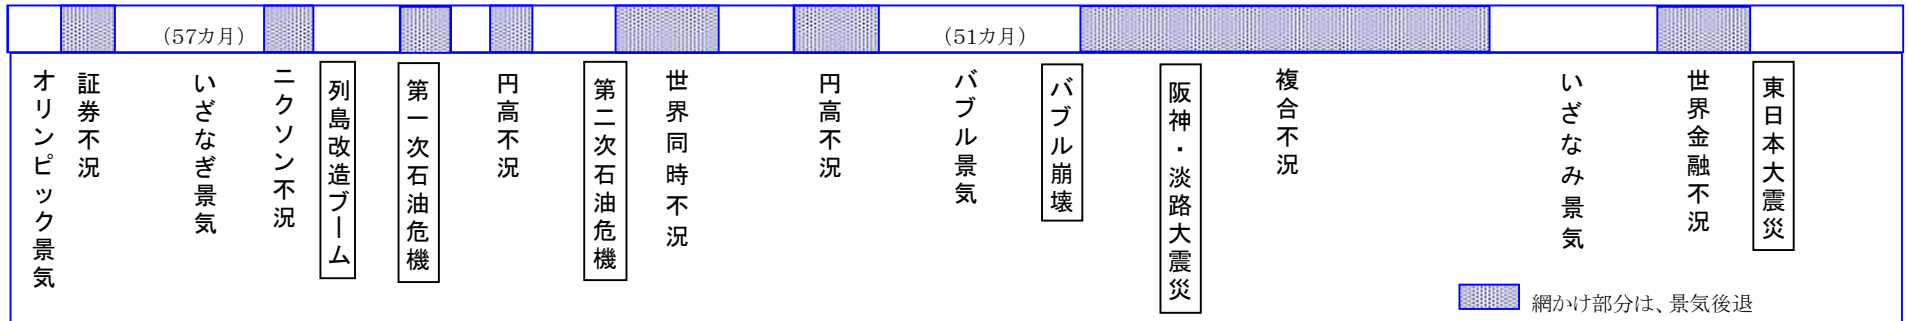 （57カ月）
（51カ月）
オリンピック景気
証券不況
いざなぎ景気
ニクソン不況
列島改造ブーム
第一次石油危機
円高不況
第二次石油危機
世界同時不況
円高不況
バブル景気
バブル崩壊
阪神・淡路大震災
複合不況
いざなみ景気
世界金融不況
東日本大震災
網かけ部分は、景気後退